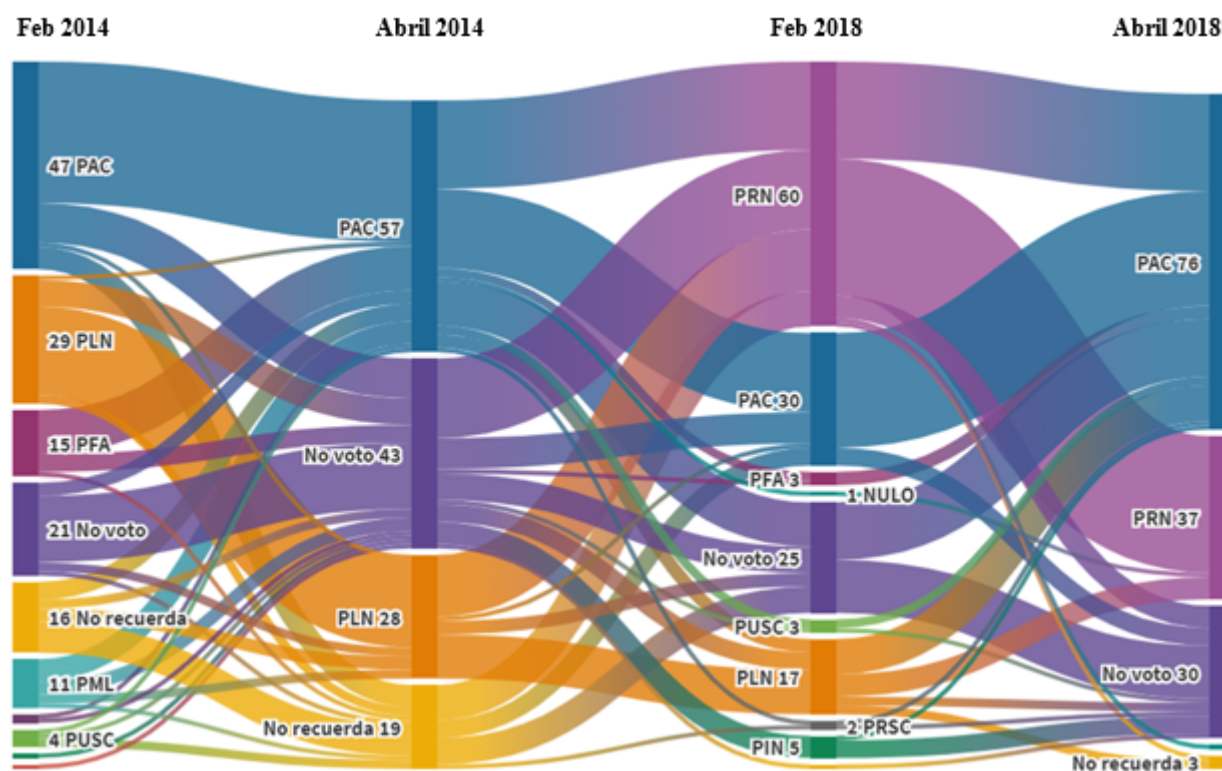 Feb 2014
Abril 2014
Feb 2018
Abril 2018
47 PAC
29 PLN
15 PFA
21 No voto
16 No recuerda
11 PML
4 PUSC
PAC 57
No voto 43
PLN 28
No recuerda 19
PRN 60
PAC 30
PFA 3
1 NULO
No voto 25
PUSC 3
PLN 17
2 PRSC
PIN 5
PAC 76
PRN 37
No voto 30
No recuerda 3